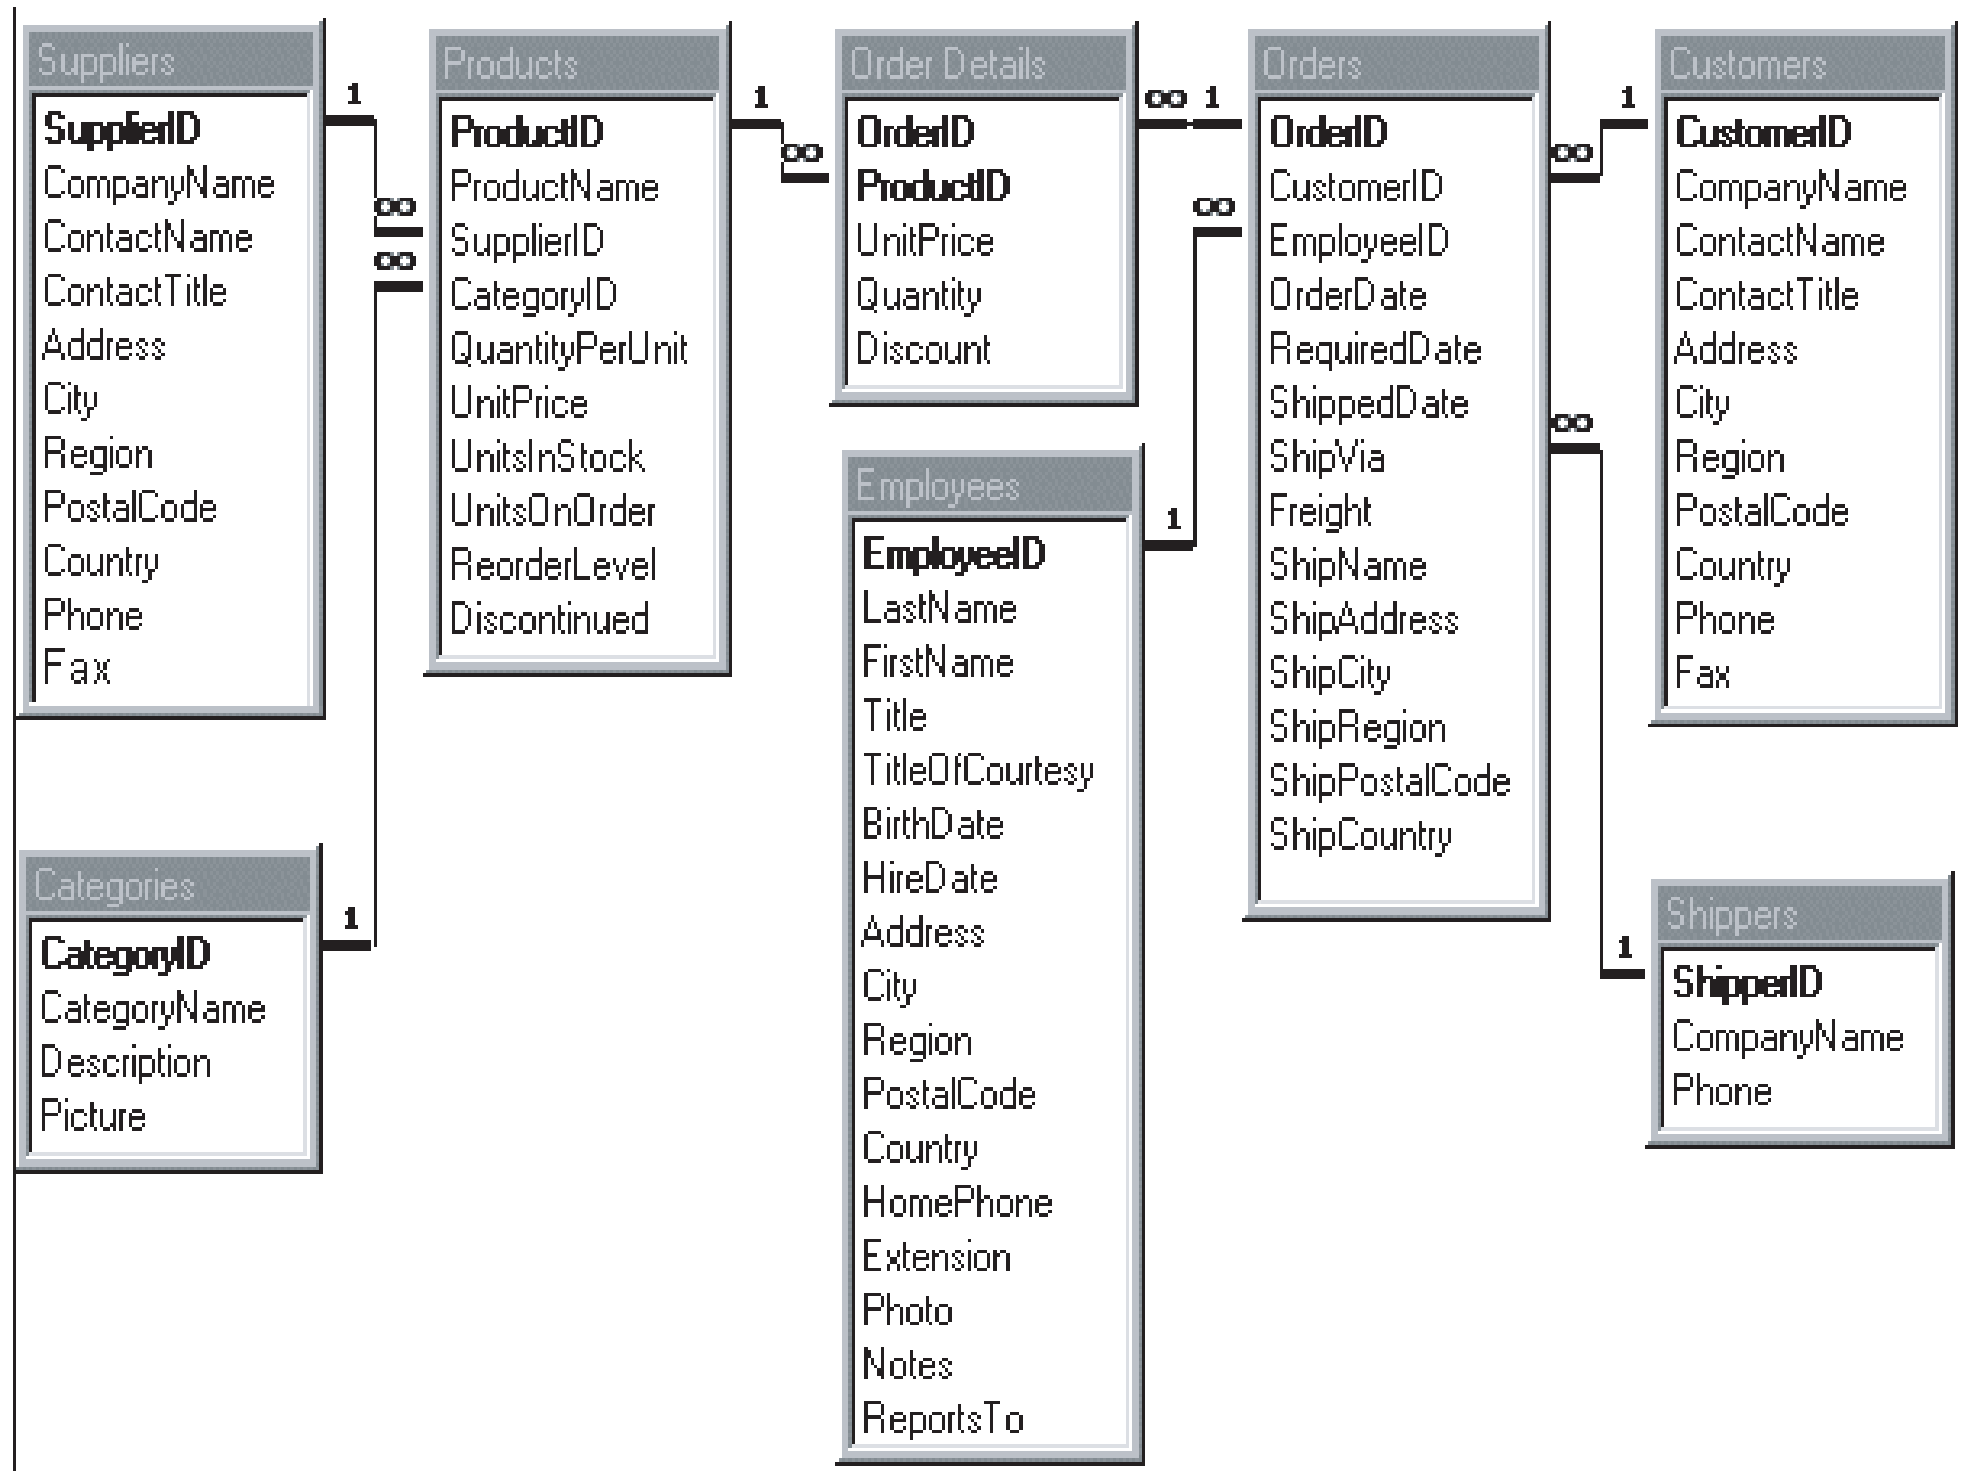 Suppliers
SupplierID
CompanyName
ContactName
ContactTitle
Address
City
Region
PostalCode
Country
Phone
Fax
1
∞
∞
Products
ProductID
ProductName
SupplierID
CategoryID
QuantityPerUnit
UnitPrice
UnitsInStock
UnitsOnOrder
ReorderLevel
Discontinued
1
∞
Order Details
OrderID
ProductID
UnitPrice
Quantity
Discount
∞ 1
∞
Orders
OrderID
CustomerID
EmployeeID
OrderDate
RequiredDate
ShippedDate
ShipVia
Freight
ShipName
ShipAddress
ShipCity
ShipRegion
ShipPostalCode
ShipCountry
1
∞
∞
Customers
CustomerID
CompanyName
ContactName
ContactTitle
Address
City
Region
PostalCode
Country
Phone
Fax
Categories
CategoryID
CategoryName
Description
Picture
1
Employees
EmployeeID
LastName
FirstName
Title
TitleOfCourtesy
BirthDate
HireDate
Address
City
Region
PostalCode
Country
HomePhone
Extension
Photo
Notes
ReportsTo
1
Shippers
ShipperID
CompanyName
Phone
1